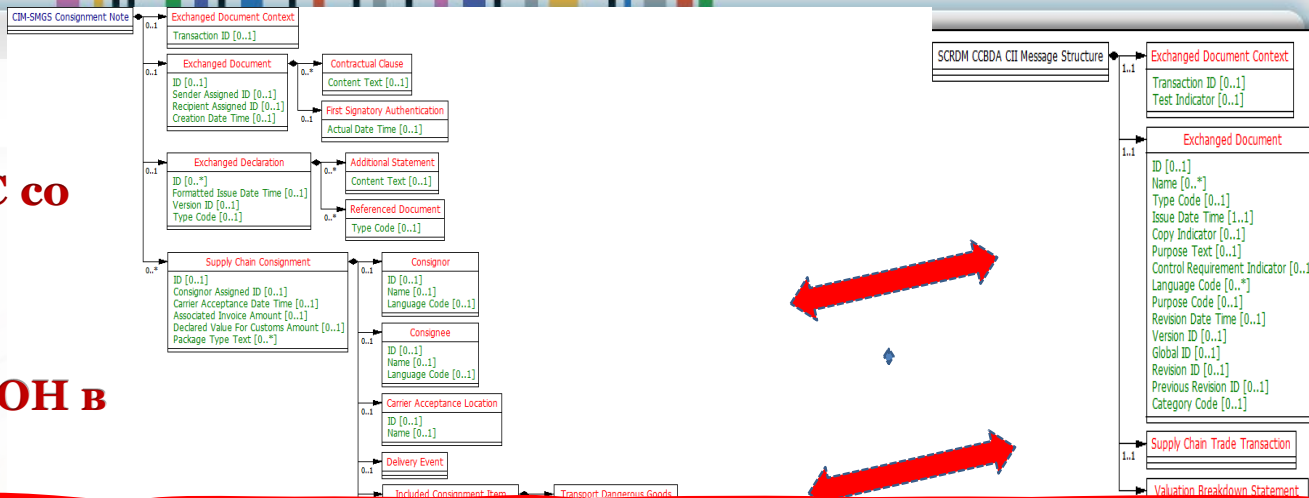 CIM-SMGS Consignment Note
0..1
Exchanged Document Context
Transaction ID [0..1]
0..1
Exchanged Document
ID [0..1]
Sender Assigned ID [0..1]
Recipient Assigned ID [0..1]
Creation Date Time [0..1]
0..*
Contractual Clause
Content Text [0..1]
0..1
First Signatory Authentication
Actual Date Time [0..1]
0..1
Exchanged Declaration
ID [0..*]
Formatted Issue Date Time [0..1]
Version ID [0..1]
Type Code [0..1]
0..*
Additional Statement
Content Text [0..1]
0..*
Referenced Document
Type Code [0..1]
0..*
Supply Chain Consignment
ID [0..1]
Consignor Assigned ID [0..1]
Carrier Acceptance Date Time [0..1]
Associated Invoice Amount [0..1]
Declared Value For Customs Amount [0..1]
Package Type Text [0..*]
0..1
Consignor
ID [0..1]
Name [0..1]
Language Code [0..1]
0..1
Consignee
ID [0..1]
Name [0..1]
Language Code [0..1]
0..1
Carrier Acceptance Location
ID [0..1]
Name [0..1]
0..1
Delivery Event
Included Consignment Item
Transport Dangerous Goods
С со
ОН в
SCRDM CCBDA CII Message Structure
1..1
Exchanged Document Context
Transaction ID [0..1]
Test Indicator [0..1]
1..1
Exchanged Document
ID [0..1]
Name [0..*]
Type Code [0..1]
Issue Date Time [1..1]
Copy Indicator [0..1]
Purpose Text [0..1]
Control Requirement Indicator [0..1
Language Code [0..*]
Purpose Code [0..1]
Revision Date Time [0..1]
Version ID [0..1]
Global ID [0..1]
Revision ID [0..1]
Previous Revision ID [0..1]
Category Code [0..1]
1..1
Supply Chain Trade Transaction
Valuation Breakdown Statement